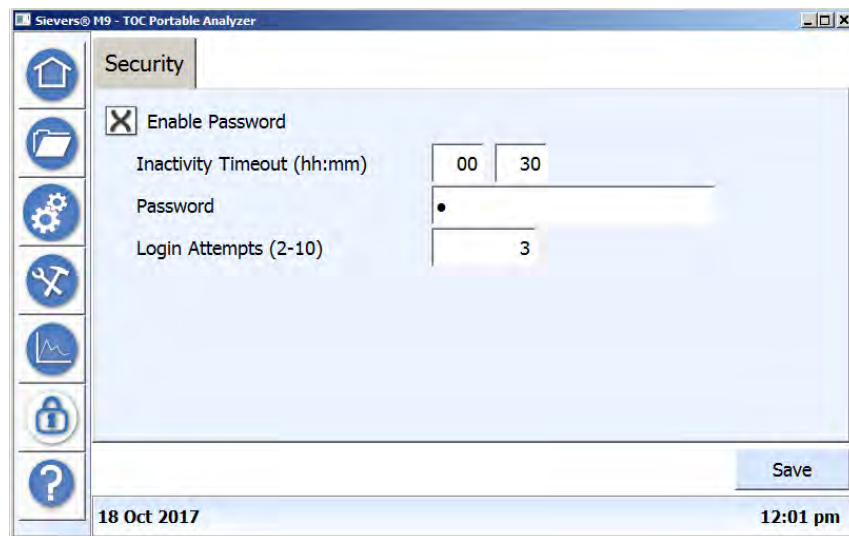 Sievers® M9 - TOC Portable Analyzer
Security
Enable Password
Inactivity Timeout (hh:mm) 00 30
Password •
Login Attempts (2-10) 3
Save
18 Oct 2017 12:01 pm